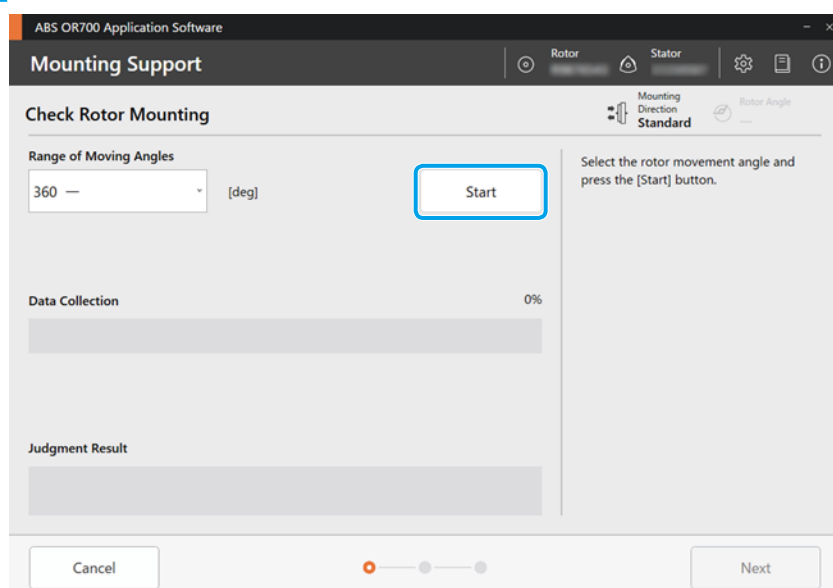 ABS OR700 Application Software
Mounting Support
Rotor
Stator
Check Rotor Mounting
Mounting
Direction
Standard
Rotor Angle
—
Range of Moving Angles
360 —
[deg]
Start
Select the rotor movement angle and
press the [Start] button.
Data Collection
0%
Judgment Result
Cancel
Next